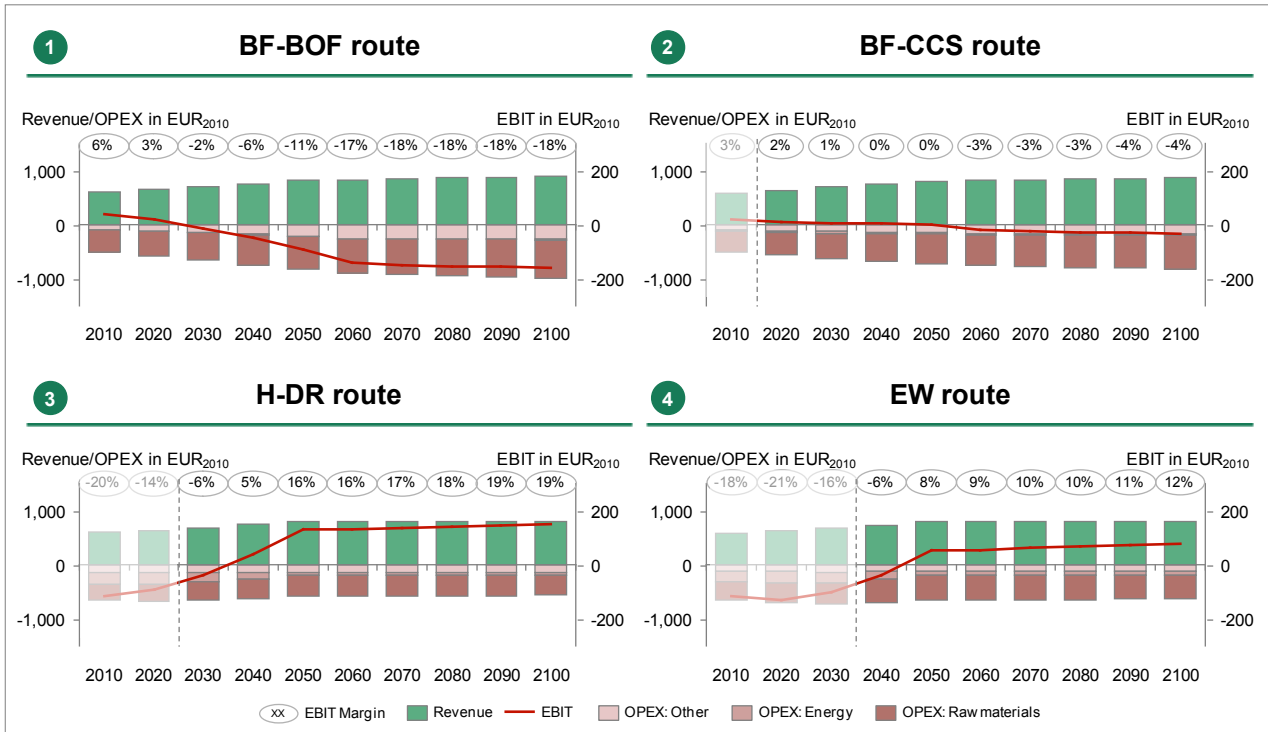 1 BF-BOF route
Revenue/OPEX in EUR2010 EBIT in EUR2010
6% 3% -2% -6% -11% -17% -18% -18% -18% -18%
1,000 200
0 0
-1,000 -200
2010 2020 2030 2040 2050 2060 2070 2080 2090 2100
2 BF-CCS route
Revenue/OPEX in EUR2010 EBIT in EUR2010
3% 2% 1% 0% 0% -3% -3% -3% -4% -4%
1,000 200
0 0
-1,000 -200
2010 2020 2030 2040 2050 2060 2070 2080 2090 2100
3 H-DR route
Revenue/OPEX in EUR2010 EBIT in EUR2010
-20% -14% -6% 5% 16% 16% 17% 18% 19% 19%
1,000 200
0 0
-1,000 -200
2010 2020 2030 2040 2050 2060 2070 2080 2090 2100
4 EW route
Revenue/OPEX in EUR2010 EBIT in EUR2010
-18% -21% -16% -6% 8% 9% 10% 10% 11% 12%
1,000 200
0 0
-1,000 -200
2010 2020 2030 2040 2050 2060 2070 2080 2090 2100
xx EBIT Margin Revenue EBIT OPEX: Other OPEX: Energy OPEX: Raw materials